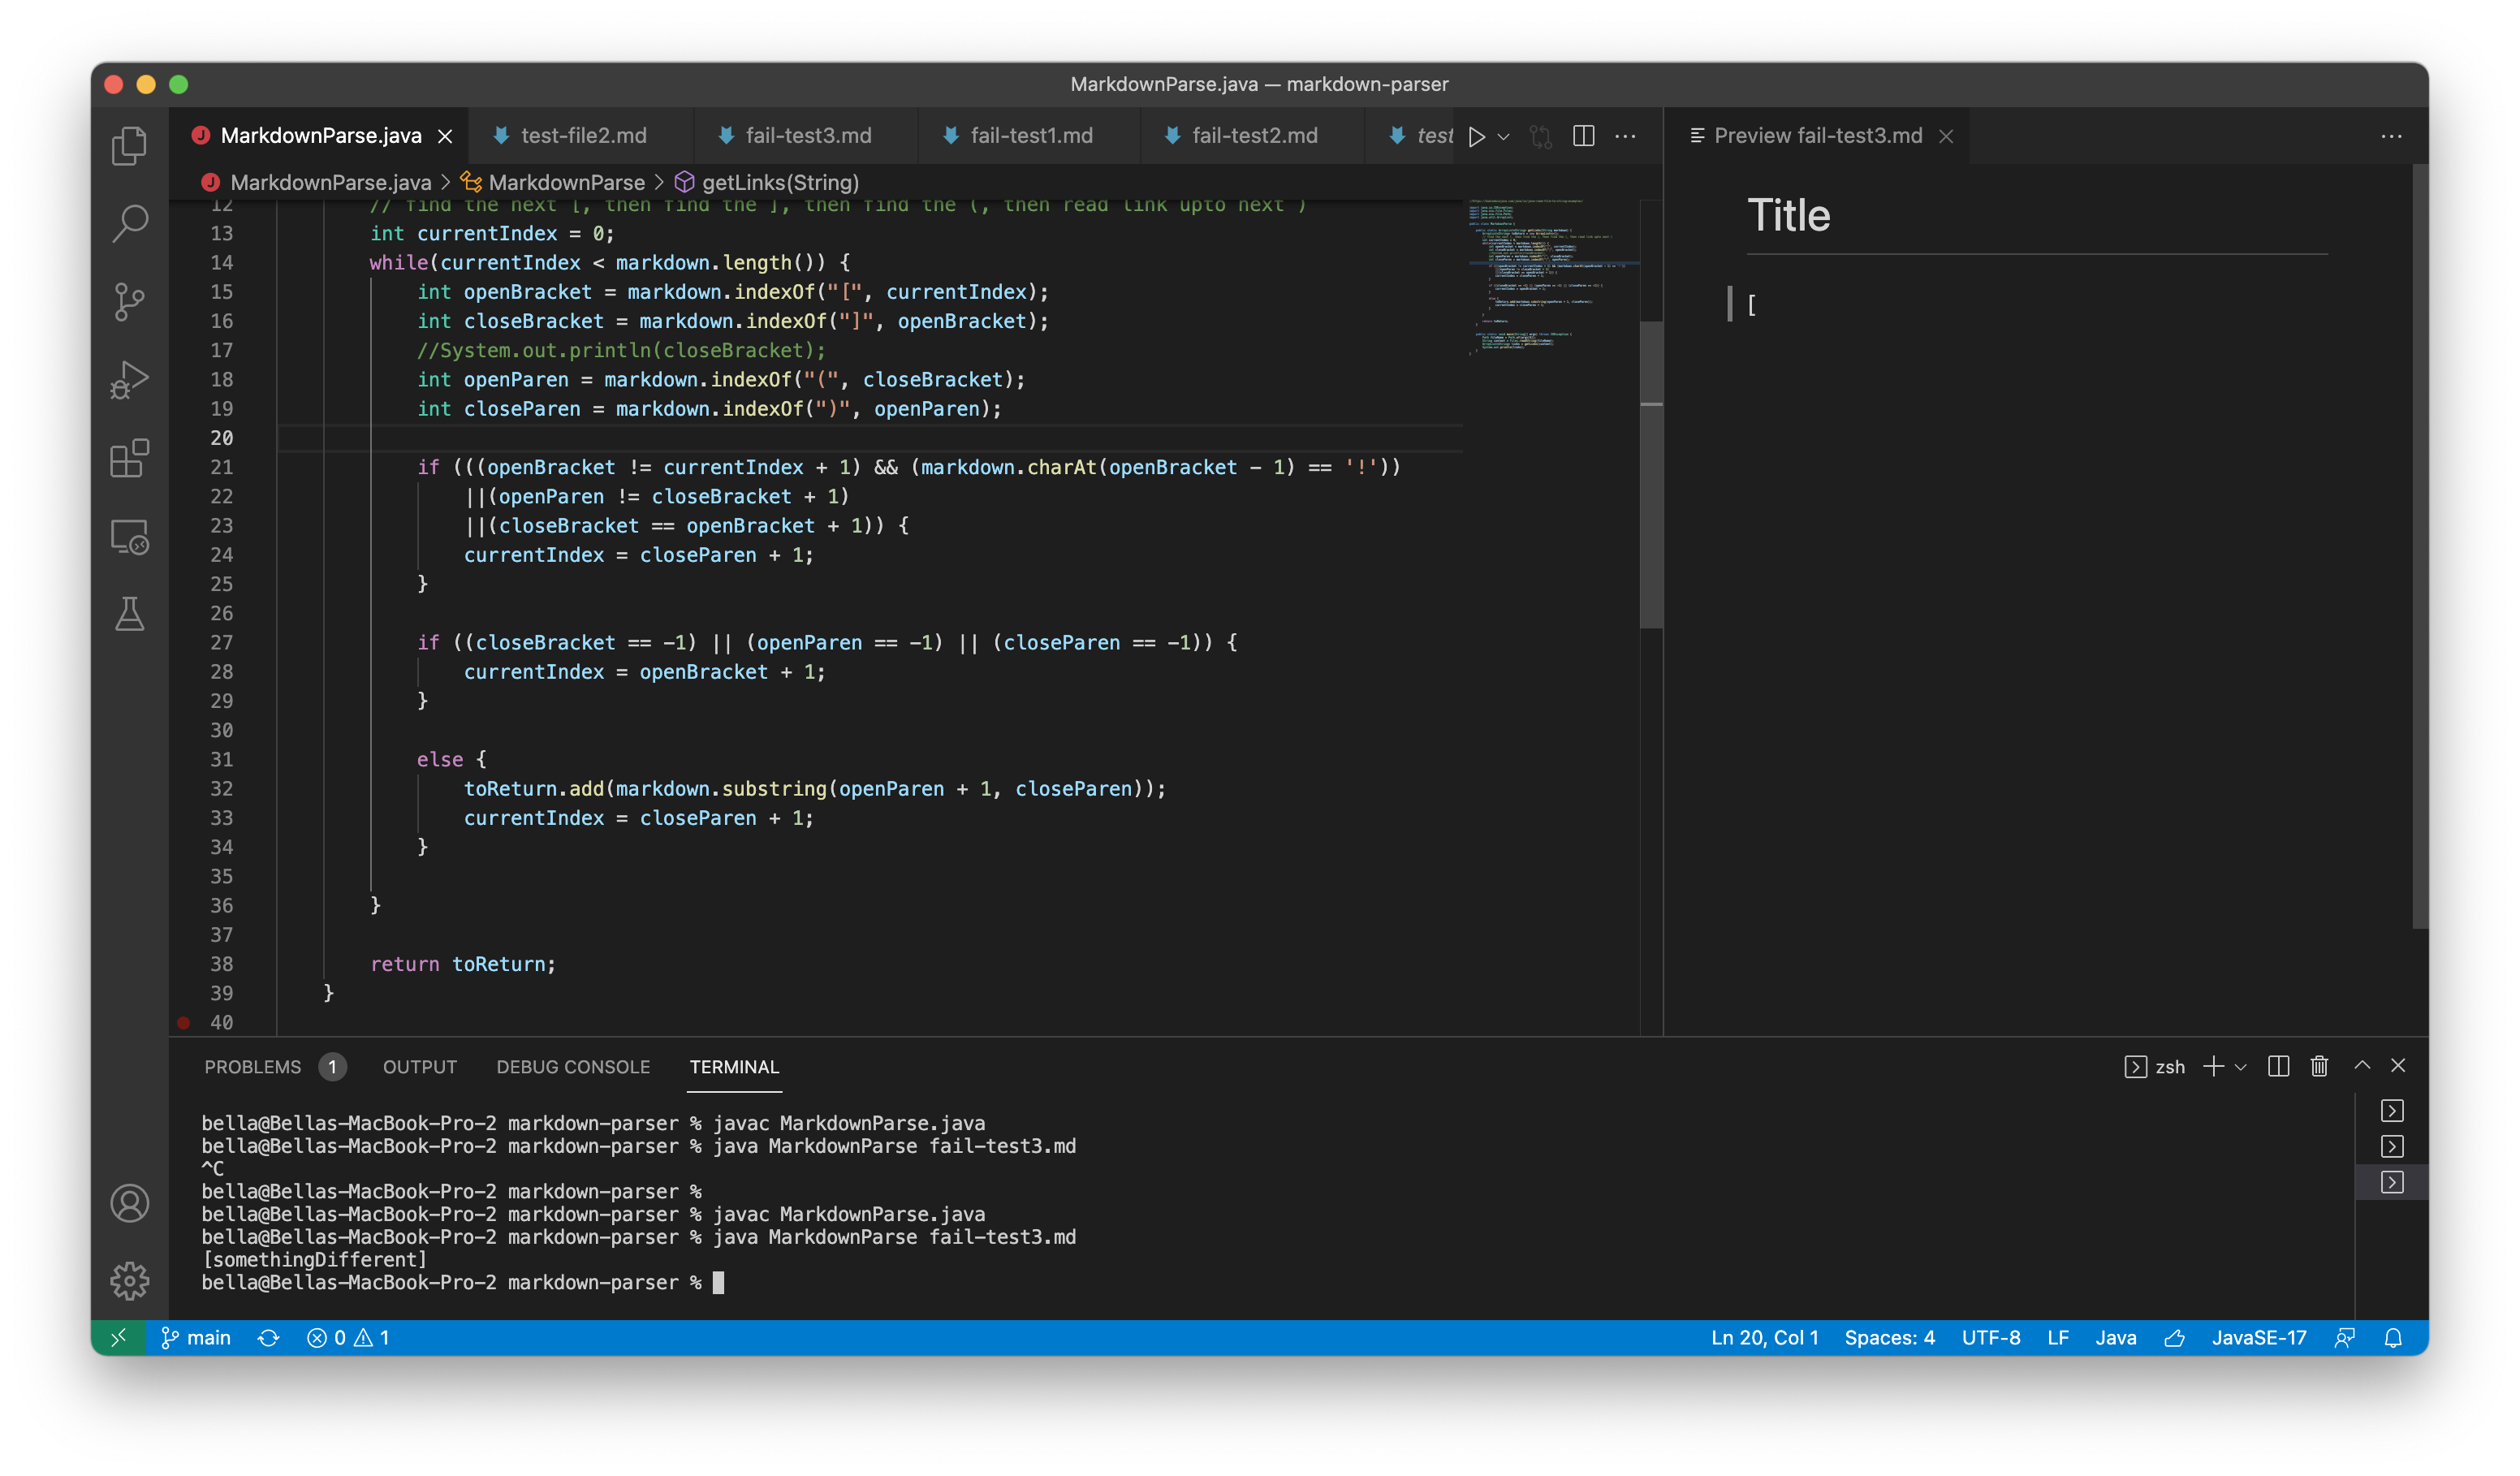 MarkdownParse.java — markdown-parser
MarkdownParse.java
test-file2.md
fail-test3.md
fail-test1.md
fail-test2.md
test
Preview fail-test3.md
MarkdownParse.java > MarkdownParse > getLinks(String)
12 // find the next [, then find the ], then find the (, then read link upto next )
13 int currentIndex = 0;
14 while(currentIndex < markdown.length()) {
15 int openBracket = markdown.indexOf("[", currentIndex);
16 int closeBracket = markdown.indexOf("]", openBracket);
17 //System.out.println(closeBracket);
18 int openParen = markdown.indexOf("(", closeBracket);
19 int closeParen = markdown.indexOf(")", openParen);
20
21 if (((openBracket != currentIndex + 1) && (markdown.charAt(openBracket - 1) == '!'))
22 ||(openParen != closeBracket + 1)
23 ||(closeBracket == openBracket + 1)) {
24 currentIndex = closeParen + 1;
25 }
26
27 if ((closeBracket == -1) || (openParen == -1) || (closeParen == -1)) {
28 currentIndex = openBracket + 1;
29 }
30
31 else {
32 toReturn.add(markdown.substring(openParen + 1, closeParen));
33 currentIndex = closeParen + 1;
34 }
35
36 }
37
38 return toReturn;
39 }
40
Title
[
PROBLEMS 1 OUTPUT DEBUG CONSOLE TERMINAL
zsh
bella@Bellas-MacBook-Pro-2 markdown-parser % javac MarkdownParse.java
bella@Bellas-MacBook-Pro-2 markdown-parser % java MarkdownParse fail-test3.md
^C
bella@Bellas-MacBook-Pro-2 markdown-parser %
bella@Bellas-MacBook-Pro-2 markdown-parser % javac MarkdownParse.java
bella@Bellas-MacBook-Pro-2 markdown-parser % java MarkdownParse fail-test3.md
[somethingDifferent]
bella@Bellas-MacBook-Pro-2 markdown-parser %
main 0 1 Ln 20, Col 1 Spaces: 4 UTF-8 LF Java JavaSE-17